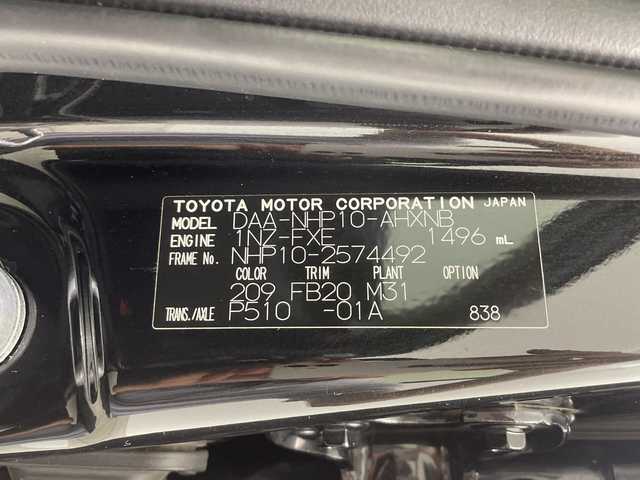 TOYOTA MOTOR CORPORATION JAPAN
MODEL DAA-NHP10-AHXNB
ENGINE 1NZ-FXE 1496 mL
FRAME No. NHP10-2574492
COLOR TRIM PLANT OPTION
209 FB20 M31
TRANS./AXLE P510 -01A 838